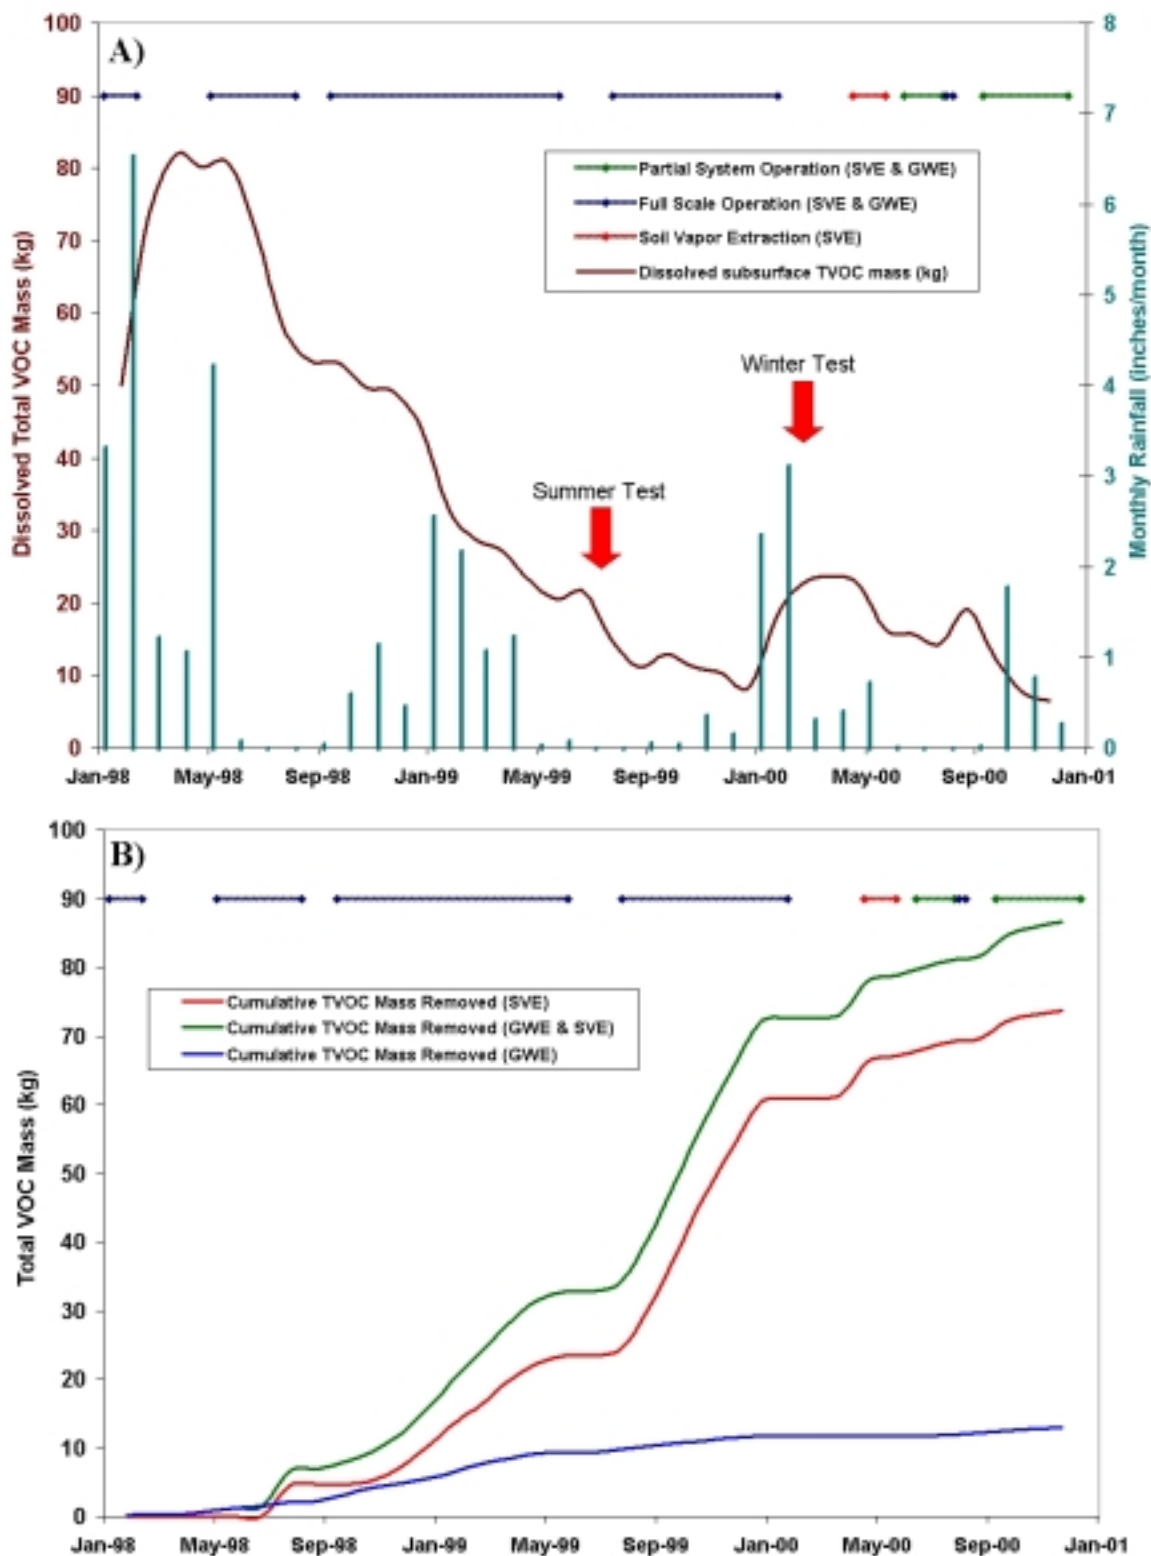 A)
100
90
80
70
60
50
40
30
20
10
0
Dissolved Total VOC Mass (kg)
8
7
6
5
4
3
2
1
0
Monthly Rainfall (inches/month)
Partial System Operation (SVE & GWE)
Full Scale Operation (SVE & GWE)
Soil Vapor Extraction (SVE)
Dissolved subsurface TVOC mass (kg)
Winter Test
Summer Test
Jan-98 May-98 Sep-98 Jan-99 May-99 Sep-99 Jan-00 May-00 Sep-00 Jan-01
B)
100
90
80
70
60
50
40
30
20
10
0
Total VOC Mass (kg)
Cumulative TVOC Mass Removed (SVE)
Cumulative TVOC Mass Removed (GWE & SVE)
Cumulative TVOC Mass Removed (GWE)
Jan-98 May-98 Sep-98 Jan-99 May-99 Sep-99 Jan-00 May-00 Sep-00 Jan-01